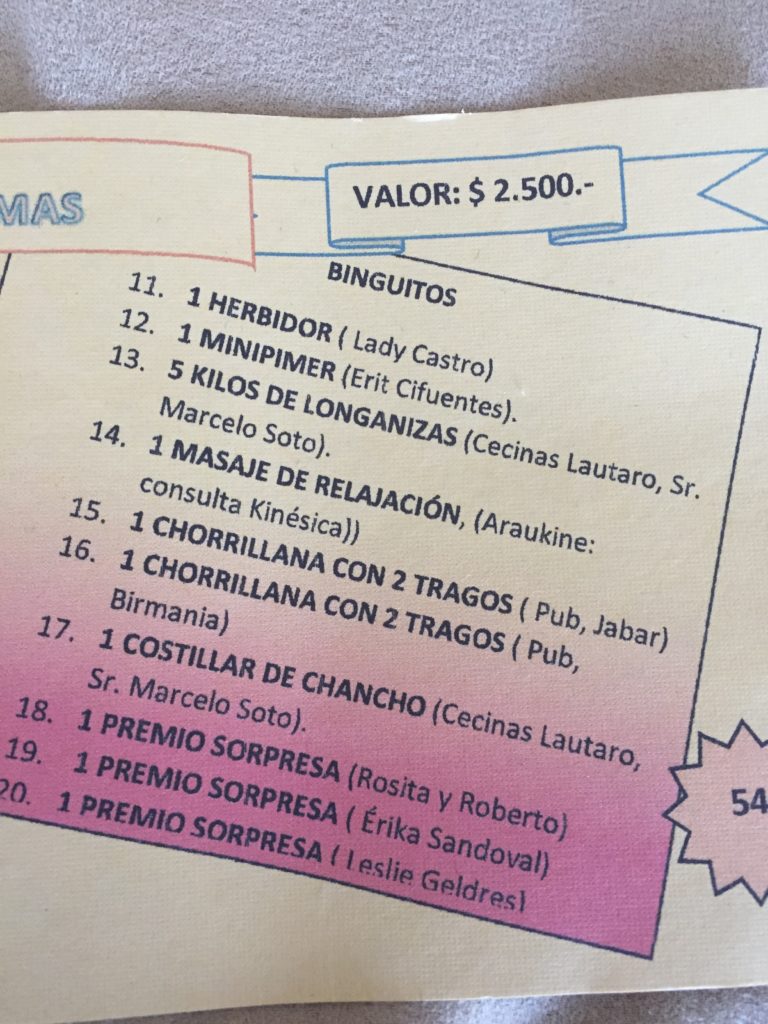 MAS
VALOR: $ 2.500.-
BINGUITOS
11. 1 HERBIDOR ( Lady Castro)
12. 1 MINIPIMER (Erit Cifuentes).
13. 5 KILOS DE LONGANIZAS (Cecinas Lautaro, Sr.
Marcelo Soto).
14. 1 MASAJE DE RELAJACIÓN, (Araukine:
consulta Kinésica))
15. 1 CHORRILLANA CON 2 TRAGOS ( Pub, Jabar)
16. 1 CHORRILLANA CON 2 TRAGOS ( Pub,
Birmania)
17. 1 COSTILLAR DE CHANCHO (Cecinas Lautaro,
Sr. Marcelo Soto).
18. 1 PREMIO SORPRESA (Rosita y Roberto)
19. 1 PREMIO SORPRESA ( Érika Sandoval)
20. 1 PREMIO SORPRESA ( Leslie Geldres)
54